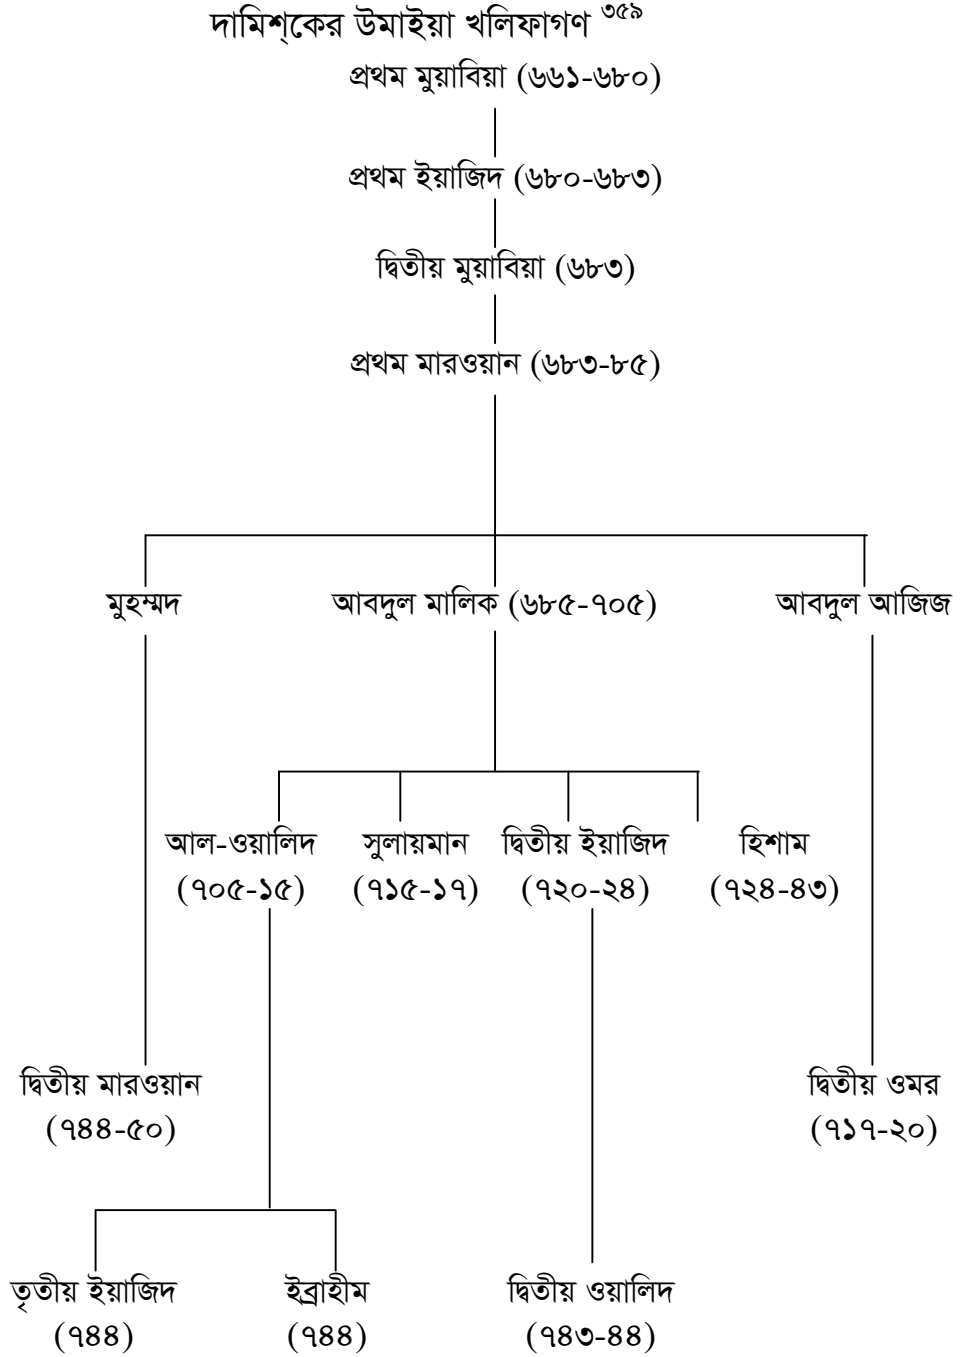 দামিশ্‌কের উমাইয়া খলিফাগণ ৩৫৯
প্রথম মুয়াবিয়া (৬৬১-৬৮০)
প্রথম ইয়াজিদ (৬৮০-৬৮৩)
দ্বিতীয় মুয়াবিয়া (৬৮৩)
প্রথম মারওয়ান (৬৮৩-৮৫)
মুহম্মদ আবদুল মালিক (৬৮৫-৭০৫) আবদুল আজিজ
আল-ওয়ালিদ সুলায়মান দ্বিতীয় ইয়াজিদ হিশাম
(৭০৫-১৫) (৭১৫-১৭) (৭২০-২৪) (৭২৪-৪৩)
দ্বিতীয় মারওয়ান দ্বিতীয় ওমর
(৭৪৪-৫০) (৭১৭-২০)
তৃতীয় ইয়াজিদ ইব্রাহীম দ্বিতীয় ওয়ালিদ
(৭৪৪) (৭৪৪) (৭৪৩-৪৪)